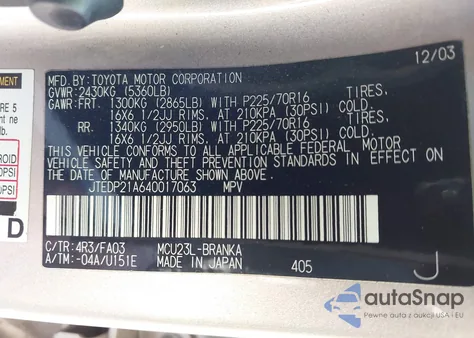 12/03
MFD. BY: TOYOTA MOTOR CORPORATION
GVWR: 2430KG (5360LB)
GAWR: FRT. 1300KG (2865LB) WITH P225/70R16 TIRES,
16X6 1/2JJ RIMS, AT 210KPA (30PSI) COLD.
RR. 1340KG (2950LB) WITH P225/70R16 TIRES,
16X6 1/2JJ RIMS, AT 210KPA (30PSI) COLD.
THIS VEHICLE CONFORMS TO ALL APPLICABLE FEDERAL MOTOR
VEHICLE SAFETY AND THEFT PREVENTION STANDARDS IN EFFECT ON
THE DATE OF MANUFACTURE SHOWN ABOVE.
JTEDP21A640017063 MPV
C/TR: 4R3/FA03 MCU23L-BRANKA
A/TM: -04A/U151E MADE IN JAPAN 405 J
D
autoSnap
Pewne auta z aukcji USA i EU